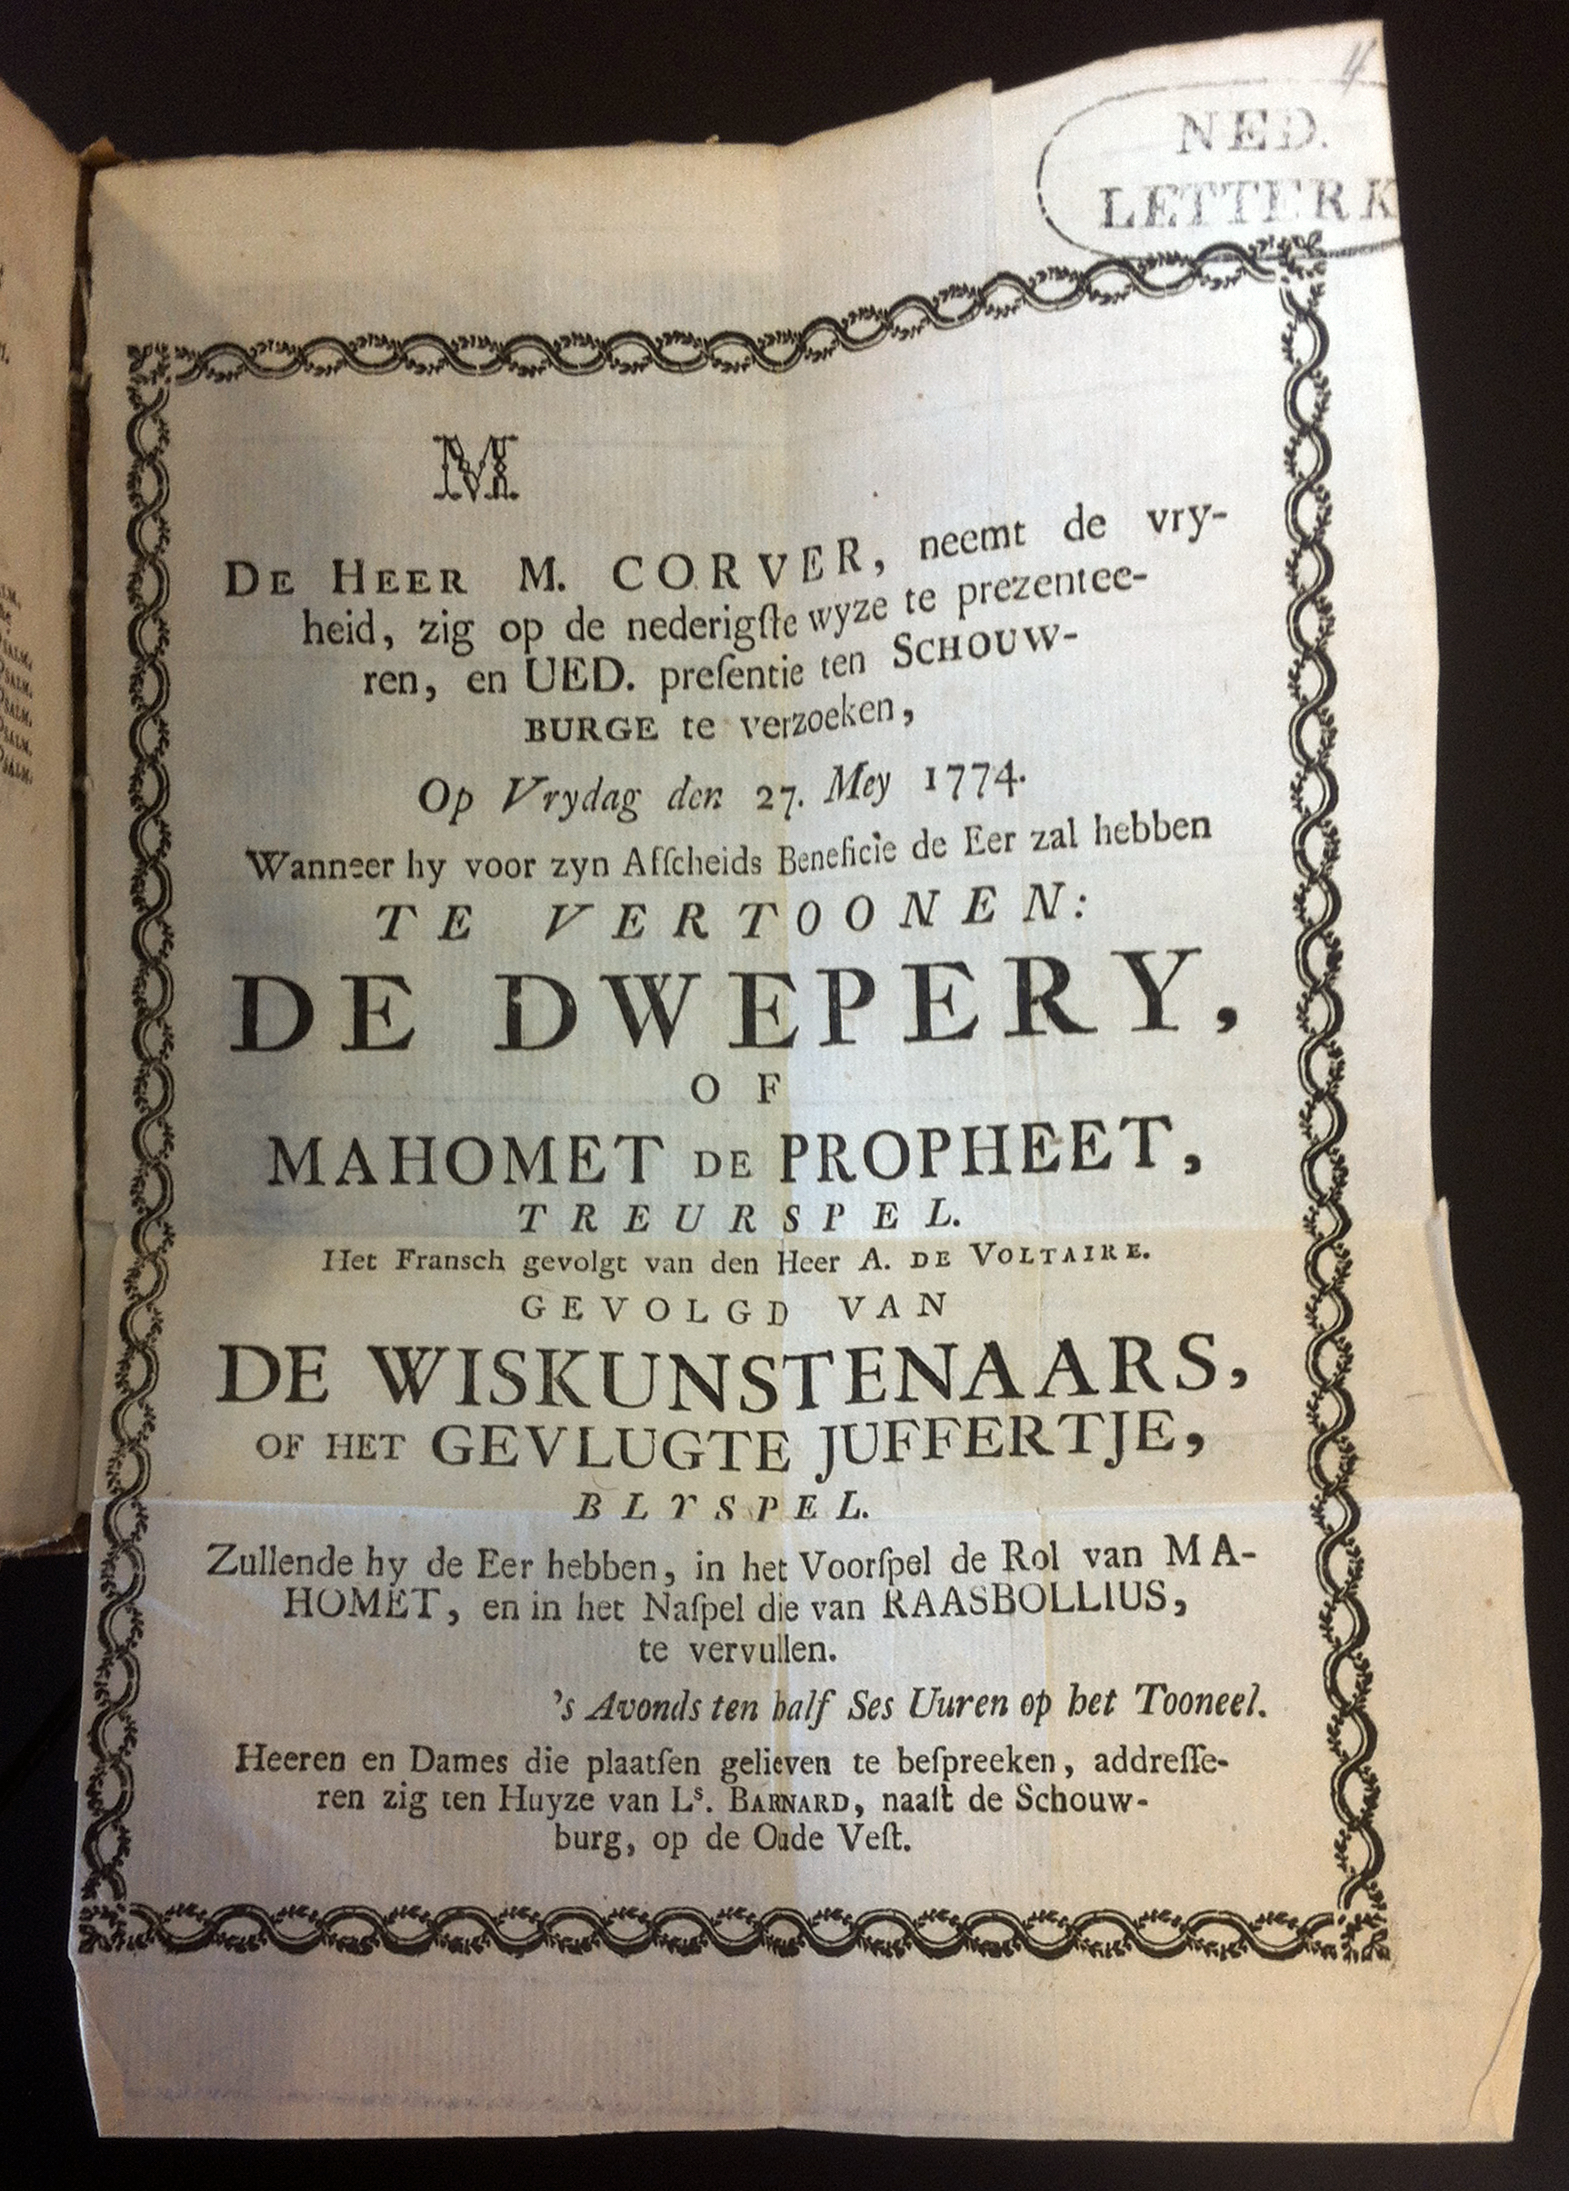 4
NED.
LETTERK
M
DE HEER M. CORVER, neemt de vry-
heid, zig op de nederigſte wyze te prezentee-
ren, en UED. preſentie ten SCHOUW-
BURGE te verzoeken,
Op Vrydag den 27. Mey 1774.
Wanneer hy voor zyn Afſcheids Beneficie de Eer zal hebben
TE VERTOONEN:
DE DWEPERY,
OF
MAHOMET DE PROPHEET,
TREURSPEL.
Het Fransch gevolgt van den Heer A. DE VOLTAIRE.
GEVOLGD VAN
DE WISKUNSTENAARS,
OF HET GEVLUGTE JUFFERTJE,
BLYSPEL.
Zullende hy de Eer hebben, in het Voorſpel de Rol van MA-
HOMET, en in het Naſpel die van RAASBOLLIUS,
te vervullen.
's Avonds ten half Ses Uuren op het Tooneel.
Heeren en Dames die plaatſen gelieven te beſpreeken, addreſſe-
ren zig ten Huyze van Ls. BARNARD, naaſt de Schouw-
burg, op de Oude Veſt.
PSALM.
PSALM.
PSALM.
PSALM.
PSALM.